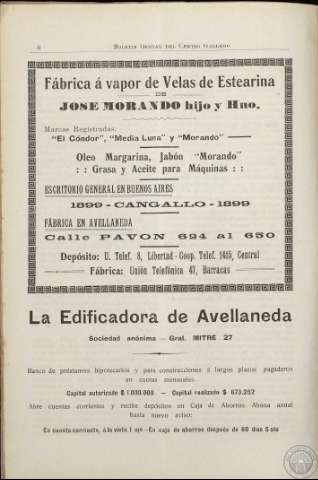 6 BOLETIN OFICIAL DEL CENTRO GALLEGO
Fábrica á vapor de Velas de Estearina
DE
JOSE MORANDO hijo y Hno.
Marcas Registradas.
"El Cóndor", "Media Luna" y "Morando"
Oleo Margarina, Jabón "Morando"
: : Grasa y Aceite para Máquinas : :
ESCRITORIO GENERAL EN BUENOS AIRES
1899 - CANGALLO - 1899
FÁBRICA EN AVELLANEDA
Calle PAVON 624 al 650
Depósito: U. Telef. 8, Libertad - Coop. Telef. 1415, Central
Fábrica: Unión Telefónica 47, Barracas
La Edificadora de Avellaneda
Sociedad anónima - Gral. MITRE 27
Banco de préstamos hipotecarios y para construcciones á largos plazos pagaderos
en cuotas mensuales.
Capital autorizado $ 1.000.000 - Capital realizado $ 673.252
Abre cuentas corrientes y recibe depósitos en Caja de Ahorros. Abona anual
hasta nuevo aviso:
En cuenta corriente, á la vista 1 o/o - En caja de ahorros después de 60 días 5 o/o